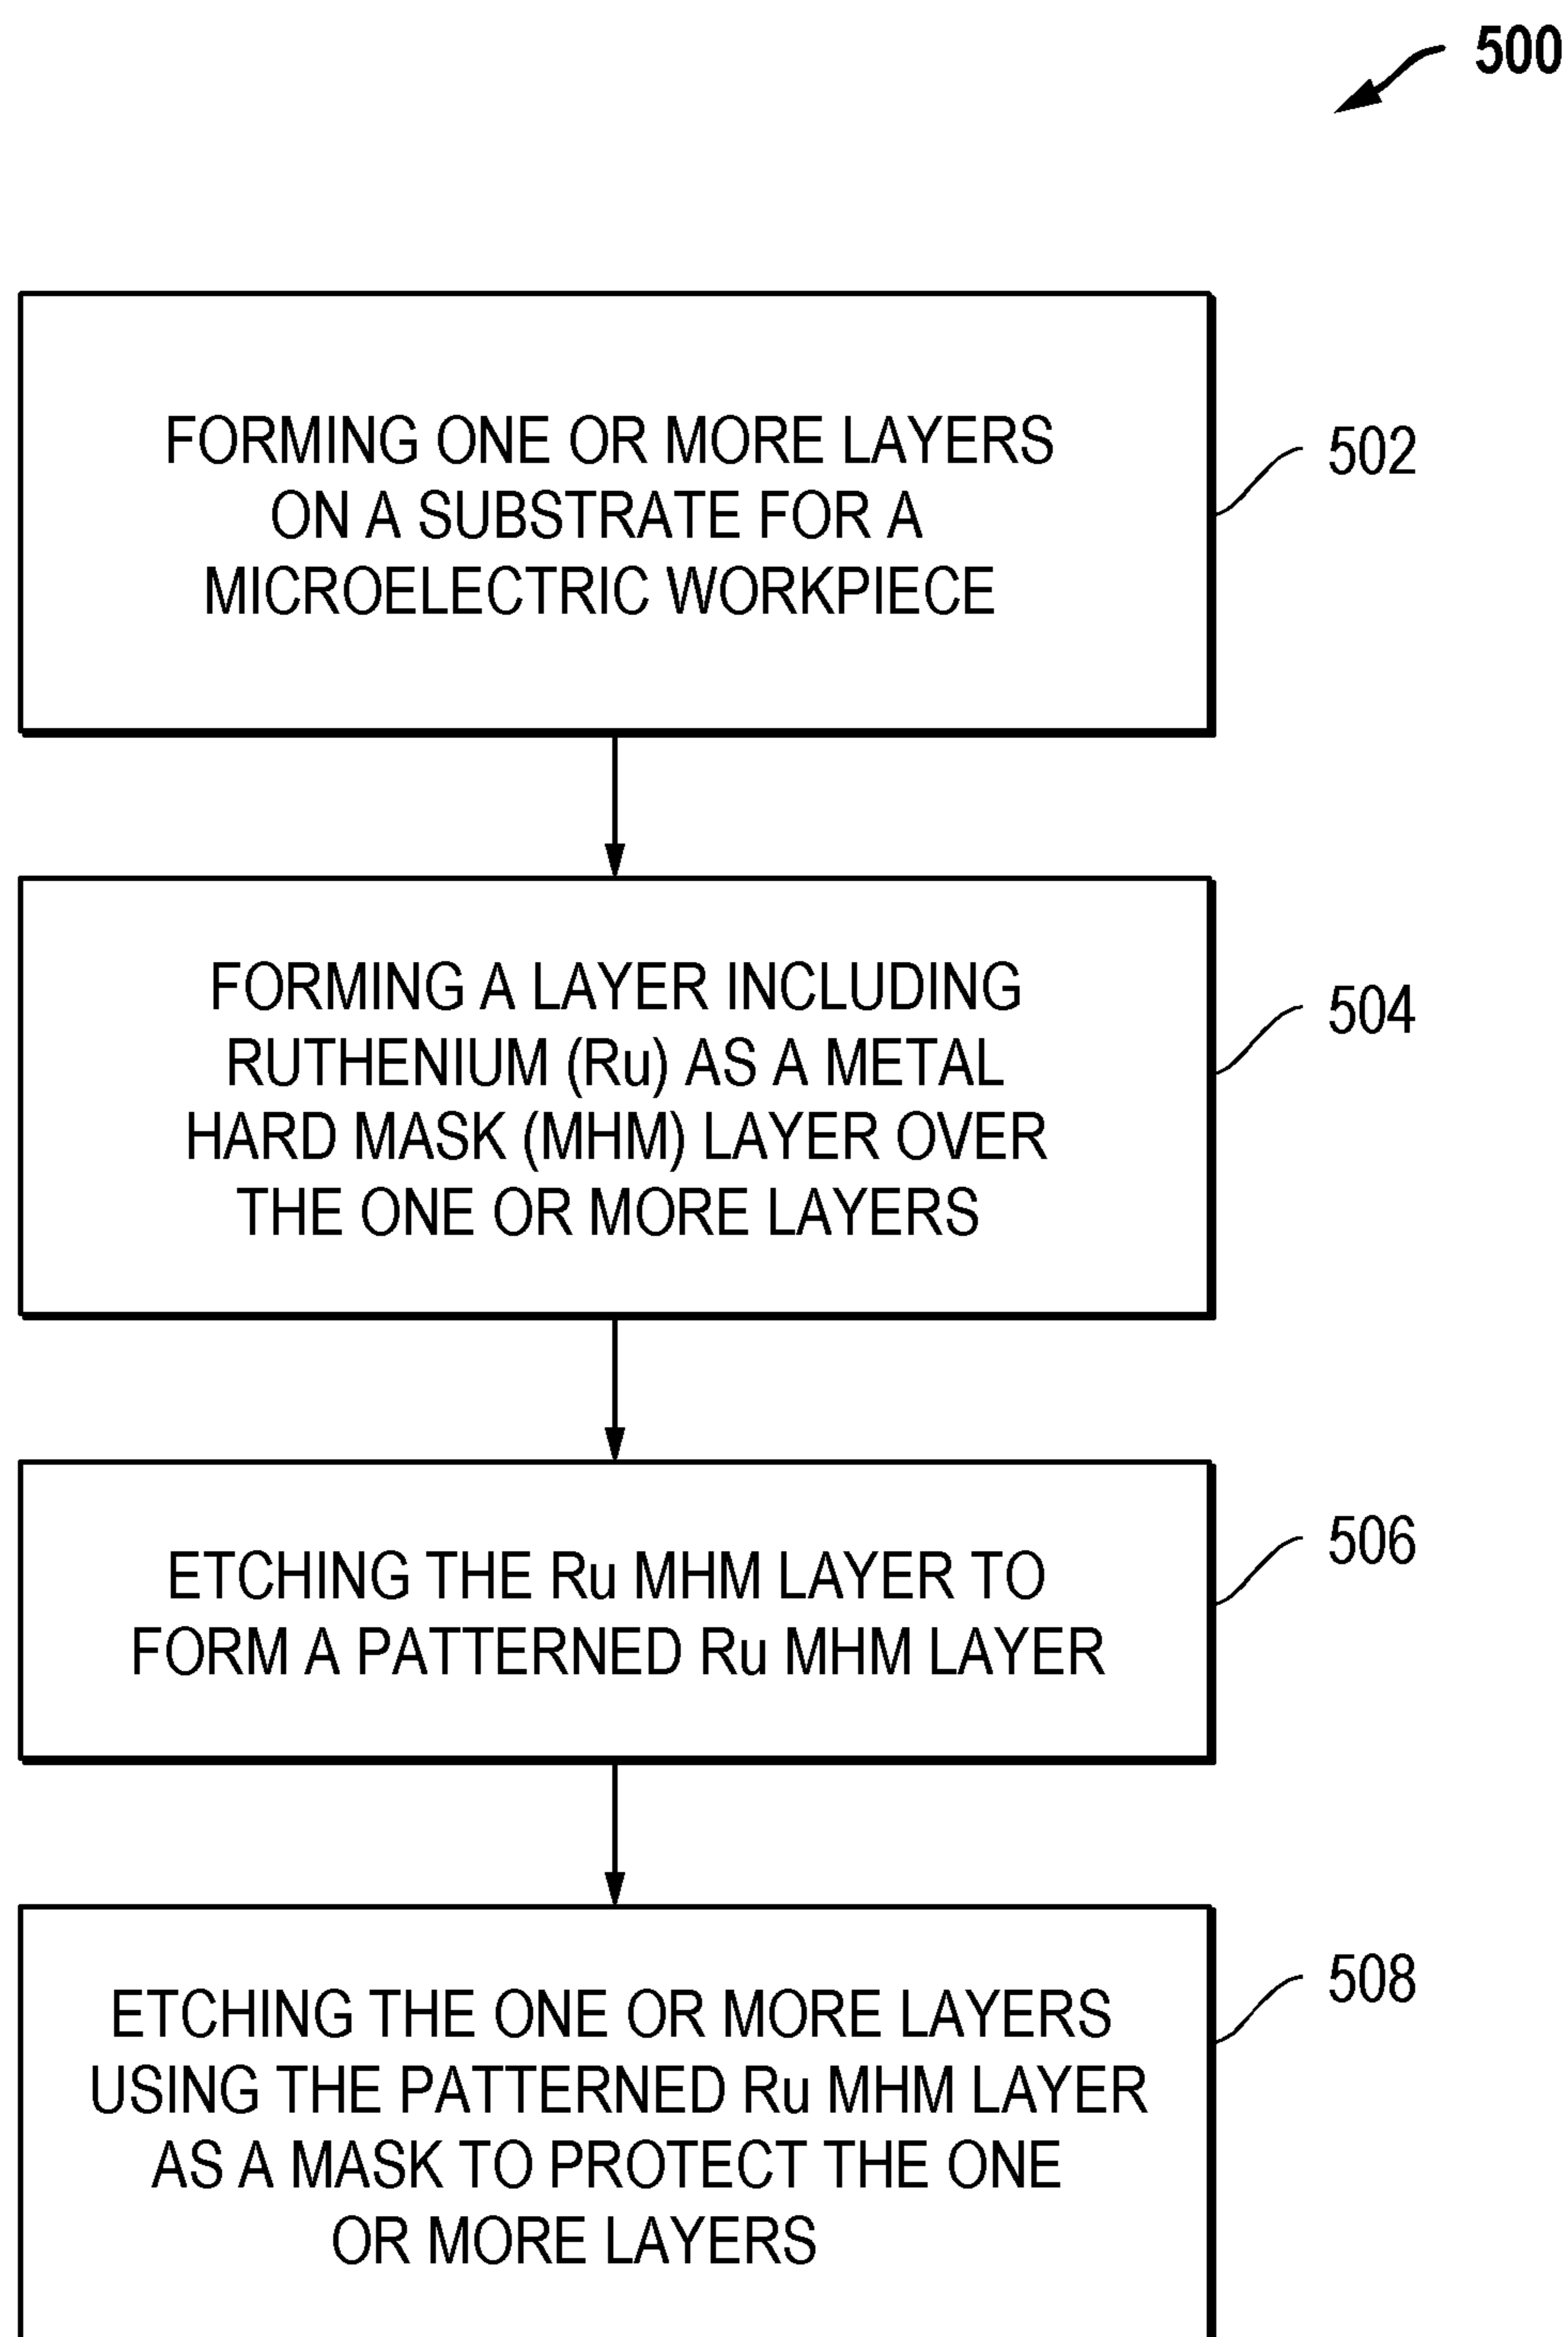 500
FORMING ONE OR MORE LAYERS
ON A SUBSTRATE FOR A
MICROELECTRIC WORKPIECE
502
FORMING A LAYER INCLUDING
RUTHENIUM (Ru) AS A METAL
HARD MASK (MHM) LAYER OVER
THE ONE OR MORE LAYERS
504
ETCHING THE Ru MHM LAYER TO
FORM A PATTERNED Ru MHM LAYER
506
ETCHING THE ONE OR MORE LAYERS
USING THE PATTERNED Ru MHM LAYER
AS A MASK TO PROTECT THE ONE
OR MORE LAYERS
508